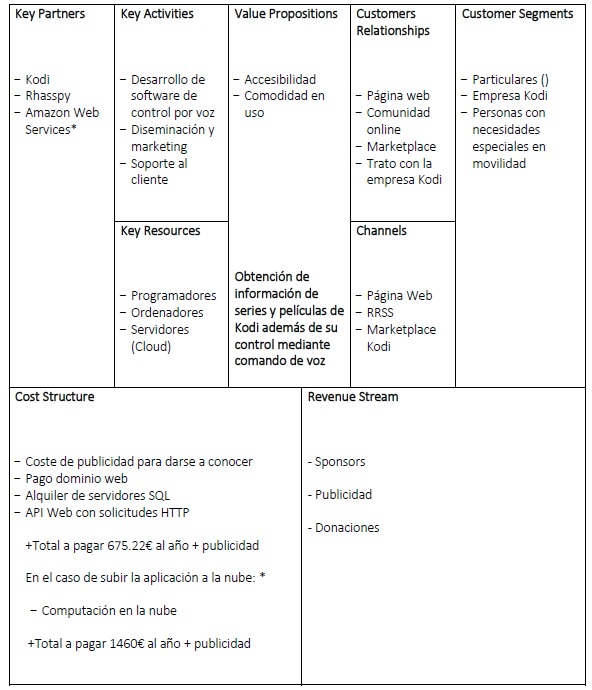 Key Partners
– Kodi
– Rhasspy
– Amazon Web
Services*
Key Activities
– Desarrollo de
software de
control por voz
– Diseminación y
marketing
– Soporte al
cliente
Key Resources
– Programadores
– Ordenadores
– Servidores
(Cloud)
Value Propositions
– Accesibilidad
– Comodidad en
uso
Obtención de
información de
series y películas de
Kodi además de su
control mediante
comando de voz
Customers
Relationships
– Página web
– Comunidad
online
– Marketplace
– Trato con la
empresa Kodi
Channels
– Página Web
– RRSS
– Marketplace
Kodi
Customer Segments
– Particulares ()
– Empresa Kodi
– Personas con
necesidades
especiales en
movilidad
Cost Structure
– Coste de publicidad para darse a conocer
– Pago dominio web
– Alquiler de servidores SQL
– API Web con solicitudes HTTP
+Total a pagar 675.22€ al año + publicidad
En el caso de subir la aplicación a la nube: *
– Computación en la nube
+Total a pagar 1460€ al año + publicidad
Revenue Stream
- Sponsors
- Publicidad
- Donaciones